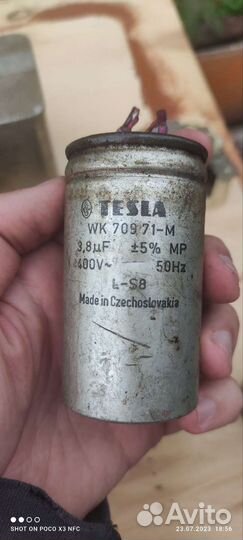 TESLA
WK 709 71-M
3,8µF ±5% MP
400V~ 50Hz
L-S8
Made in Czechoslovakia
SHOT ON POCO X3 NFC
23.07.2023 18:56
Avito